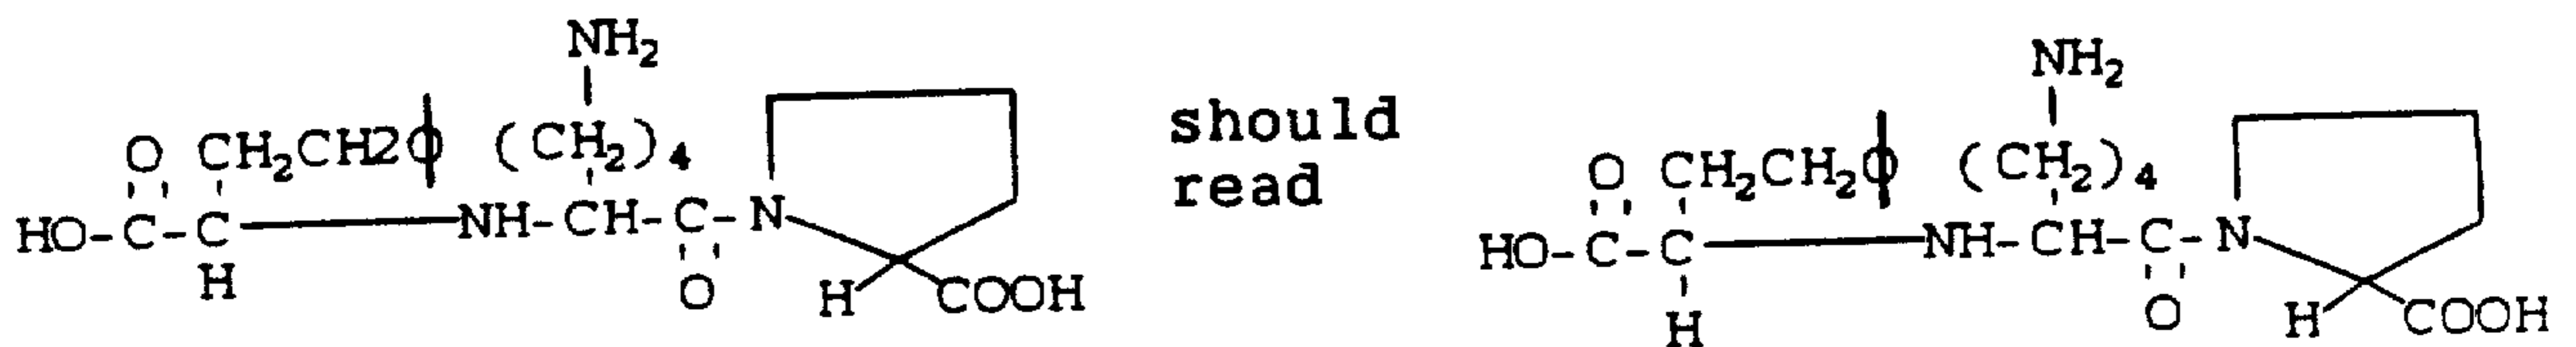 NH₂ NH₂
O CH₂CH2ϕ (CH₂)₄ should O CH₂CH₂ϕ (CH₂)₄
HO-C-C NH-CH-C-N read HO-C-C NH-CH-C-N
H O H COOH H O H COOH